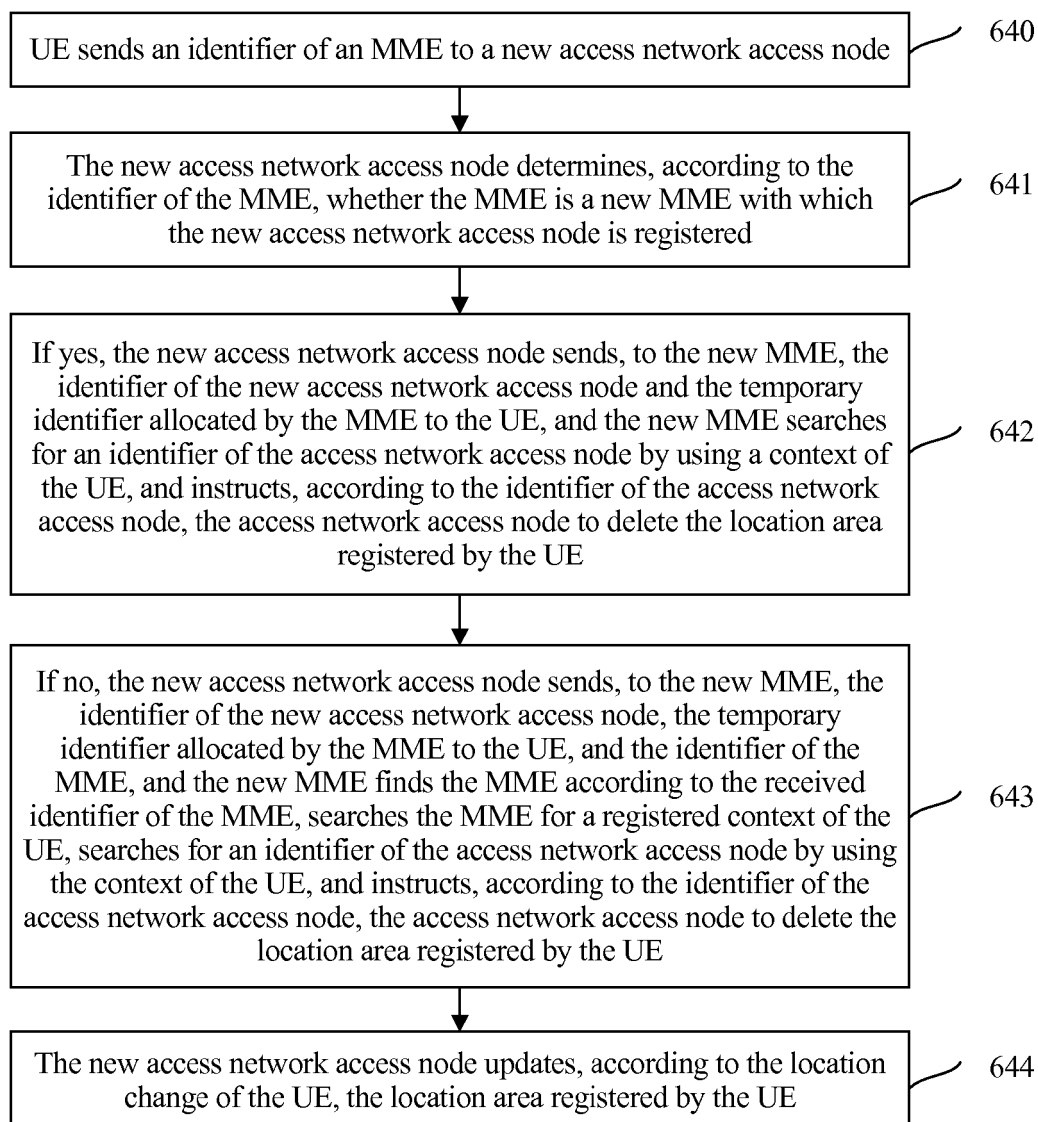 UE sends an identifier of an MME to a new access network access node
640
The new access network access node determines, according to the
identifier of the MME, whether the MME is a new MME with which
the new access network access node is registered
641
If yes, the new access network access node sends, to the new MME, the
identifier of the new access network access node and the temporary
identifier allocated by the MME to the UE, and the new MME searches
for an identifier of the access network access node by using a context of
the UE, and instructs, according to the identifier of the access network
access node, the access network access node to delete the location area
registered by the UE
642
If no, the new access network access node sends, to the new MME, the
identifier of the new access network access node, the temporary
identifier allocated by the MME to the UE, and the identifier of the
MME, and the new MME finds the MME according to the received
identifier of the MME, searches the MME for a registered context of the
UE, searches for an identifier of the access network access node by using
the context of the UE, and instructs, according to the identifier of the
access network access node, the access network access node to delete the
location area registered by the UE
643
The new access network access node updates, according to the location
change of the UE, the location area registered by the UE
644